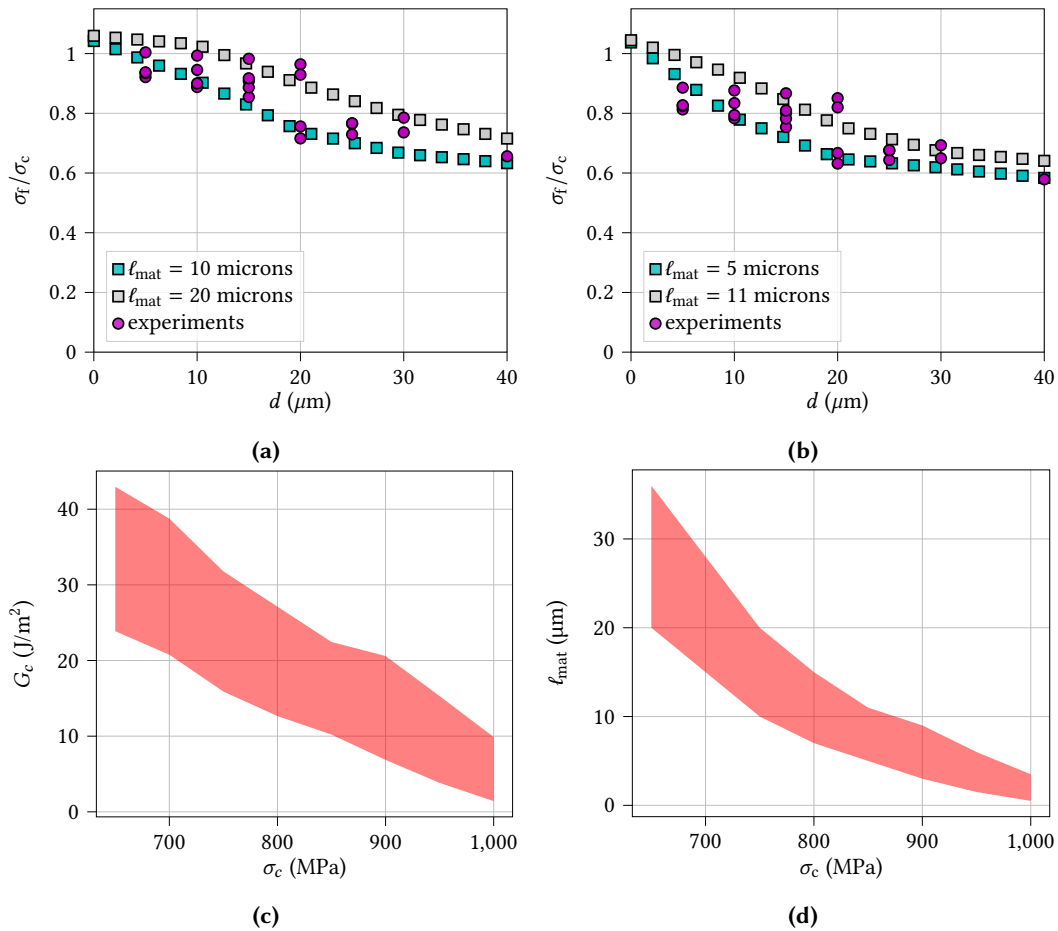 1
0.8
0.6
0.4
0.2
0
σf/σc
ℓmat = 10 microns
ℓmat = 20 microns
experiments
0 10 20 30 40
d (μm)
(a)
1
0.8
0.6
0.4
0.2
0
σf/σc
ℓmat = 5 microns
ℓmat = 11 microns
experiments
0 10 20 30 40
d (μm)
(b)
40
30
20
10
0
Gc (J/m²)
700 800 900 1,000
σc (MPa)
(c)
30
20
10
0
ℓmat (μm)
700 800 900 1,000
σc (MPa)
(d)